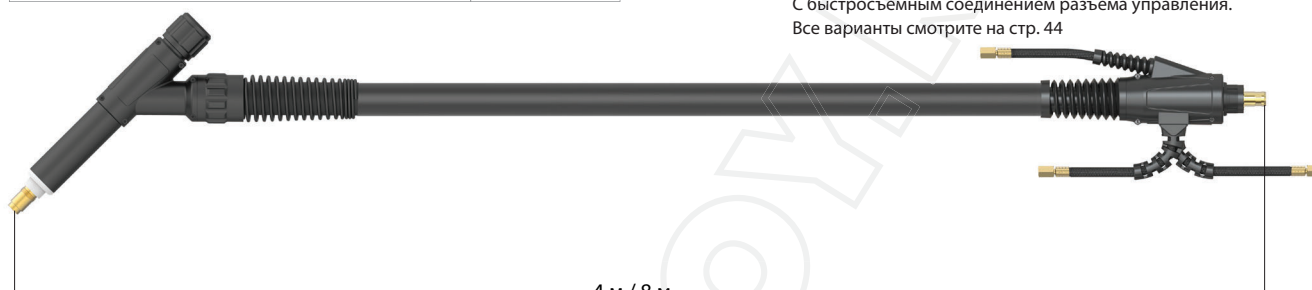 С быстросъемным соединением разъема управления.
Все варианты смотрите на стр. 44
4 м / 8 м